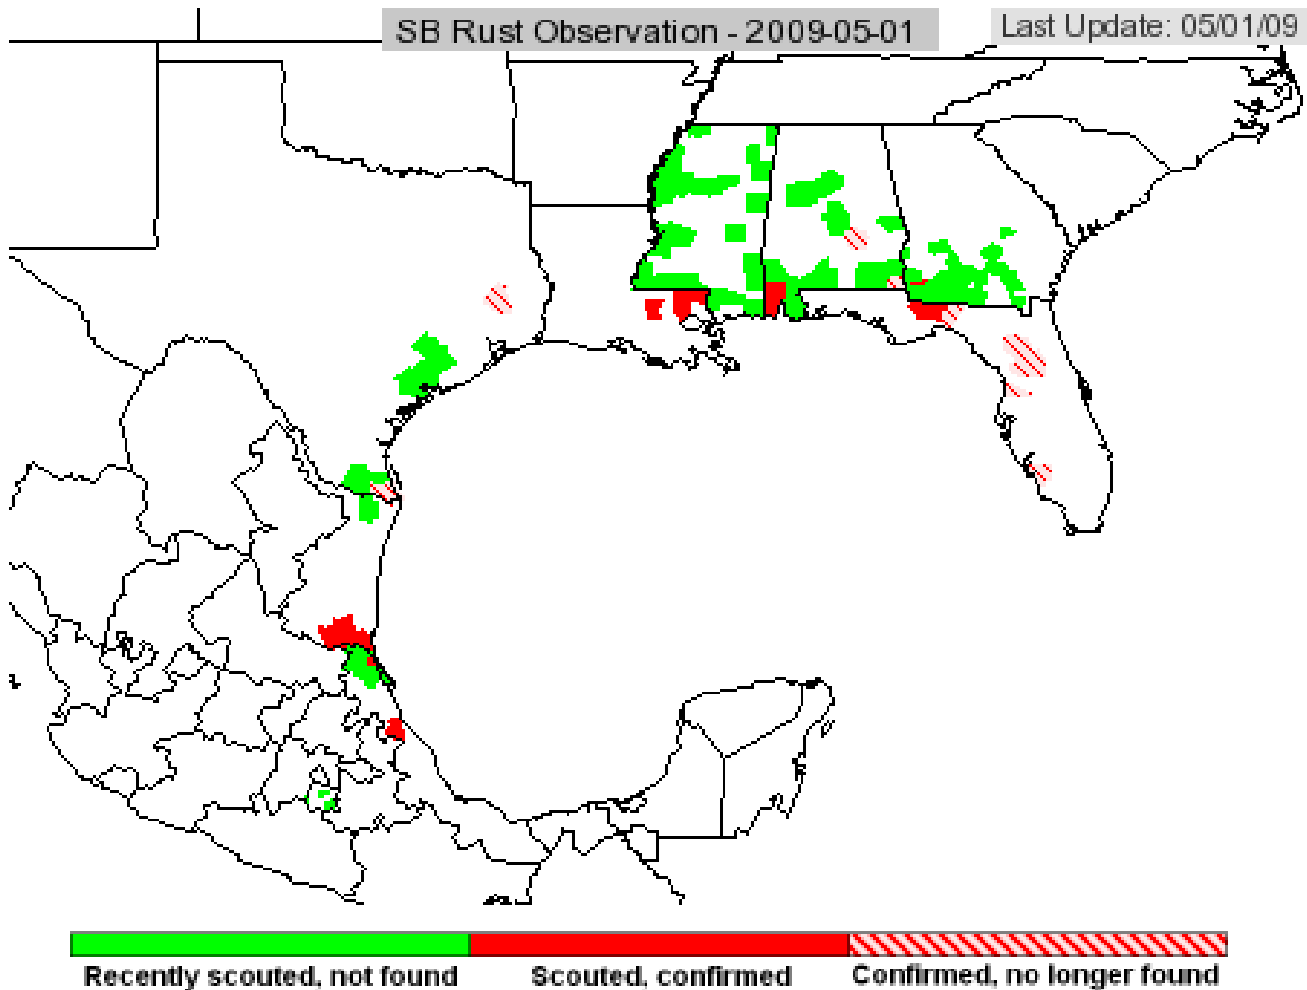 SB Rust Observation - 2009-05-01
Last Update: 05/01/09
Recently scouted, not found
Scouted, confirmed
Confirmed, no longer found